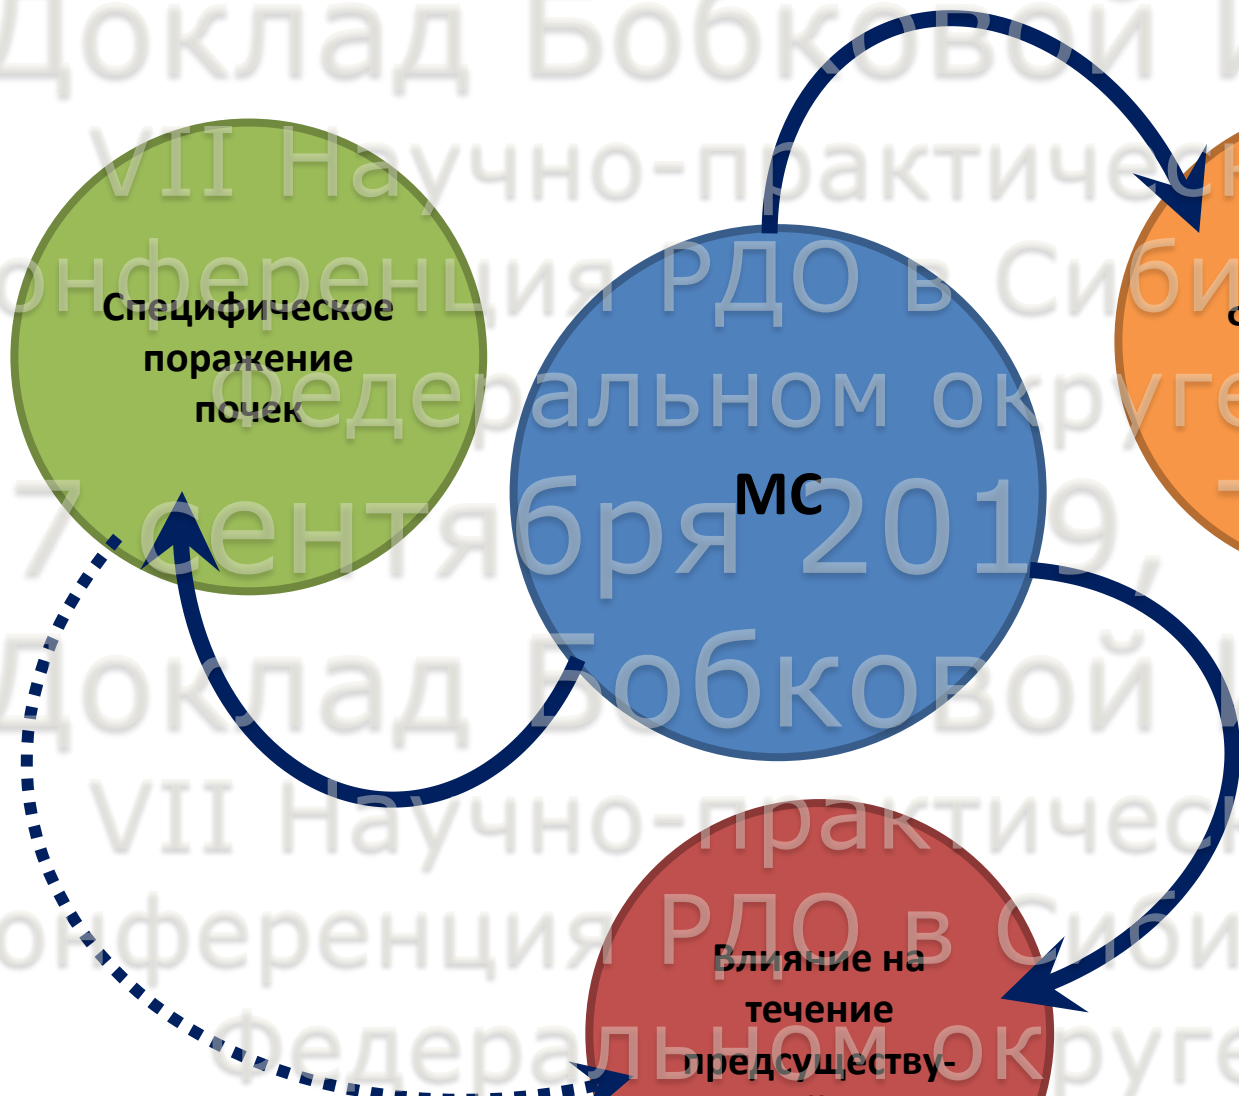 Доклад Бобковой
VII Научно-практическ
онференция РДО в Сиби
Федеральном округе
7 сентября 2019,
Доклад Бобковой
VII Научно-практическ
онференция РДО в Сиби
Федеральном округе
Специфическое
поражение
почек
МС
Влияние на
течение
предсуществу-